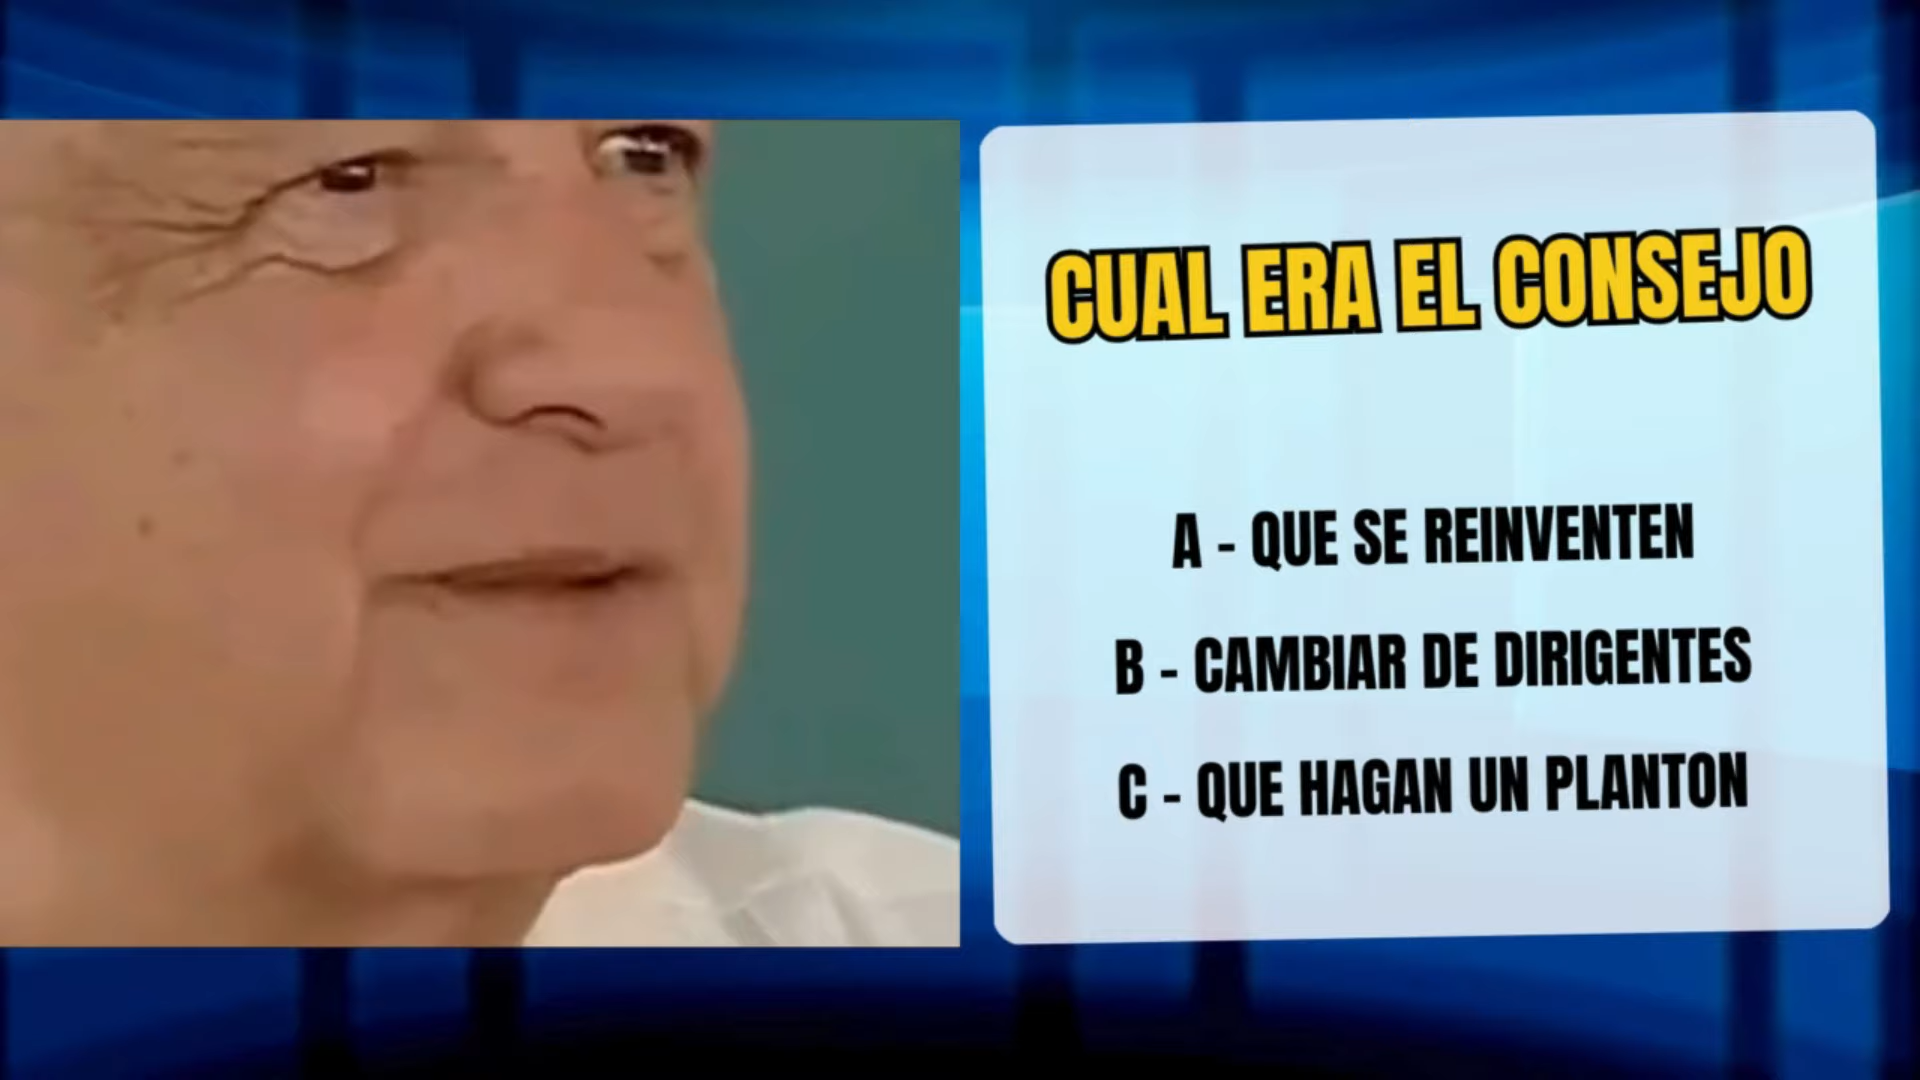 CUAL ERA EL CONSEJO
A - QUE SE REINVENTEN
B - CAMBIAR DE DIRIGENTES
C - QUE HAGAN UN PLANTON